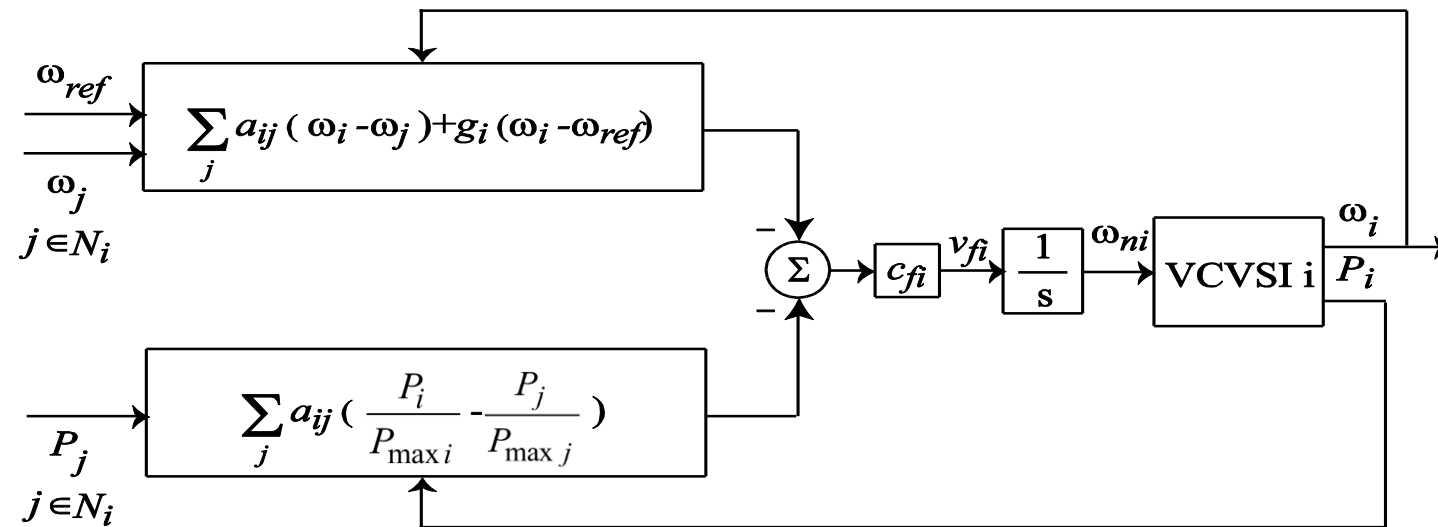 ω_ref
∑_j a_ij ( ω_i - ω_j )+g_i (ω_i - ω_ref)
ω_j
j ∈ N_i
−
Σ
−
c_fi
v_fi
1/s
ω_ni
VCVSI i
ω_i
P_i
∑_j a_ij ( P_i/P_max i - P_j/P_max j )
P_j
j ∈ N_i